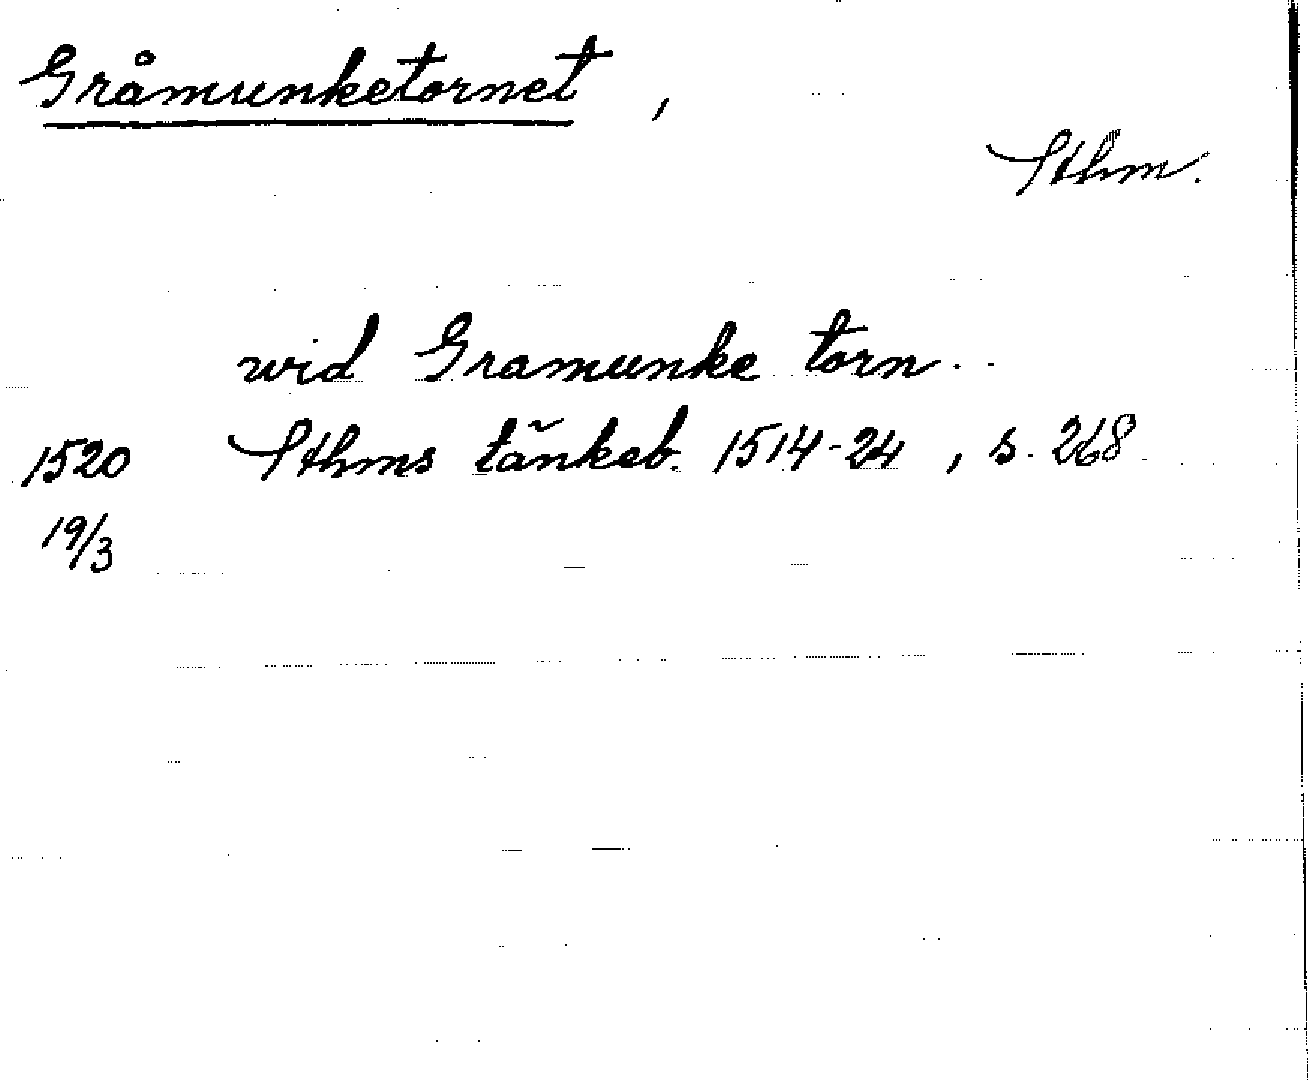 Gråmunketornet,
Sthm.
wid Gramunke torn.
1520 Sthms tänkeb. 1514-24, s. 268
19/3